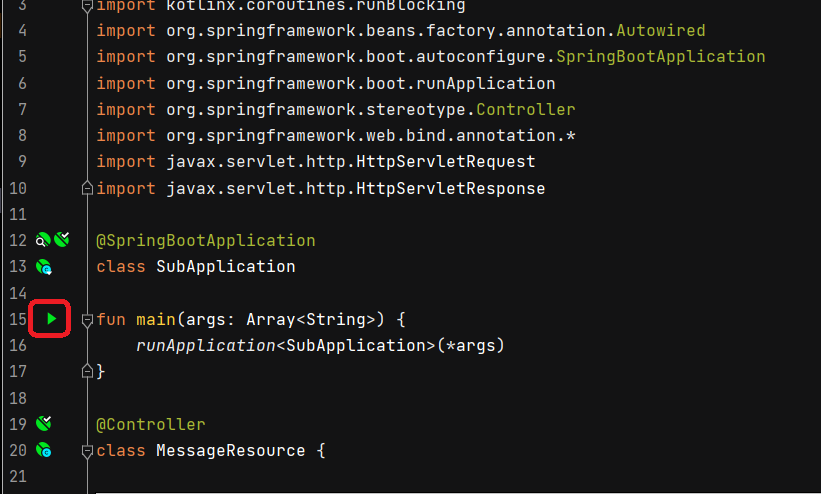 3 import kotlinx.coroutines.runBlocking
4 import org.springframework.beans.factory.annotation.Autowired
5 import org.springframework.boot.autoconfigure.SpringBootApplication
6 import org.springframework.boot.runApplication
7 import org.springframework.stereotype.Controller
8 import org.springframework.web.bind.annotation.*
9 import javax.servlet.http.HttpServletRequest
10 import javax.servlet.http.HttpServletResponse
11
12 @SpringBootApplication
13 class SubApplication
14
15 fun main(args: Array<String>) {
16     runApplication<SubApplication>(*args)
17 }
18
19 @Controller
20 class MessageResource {
21